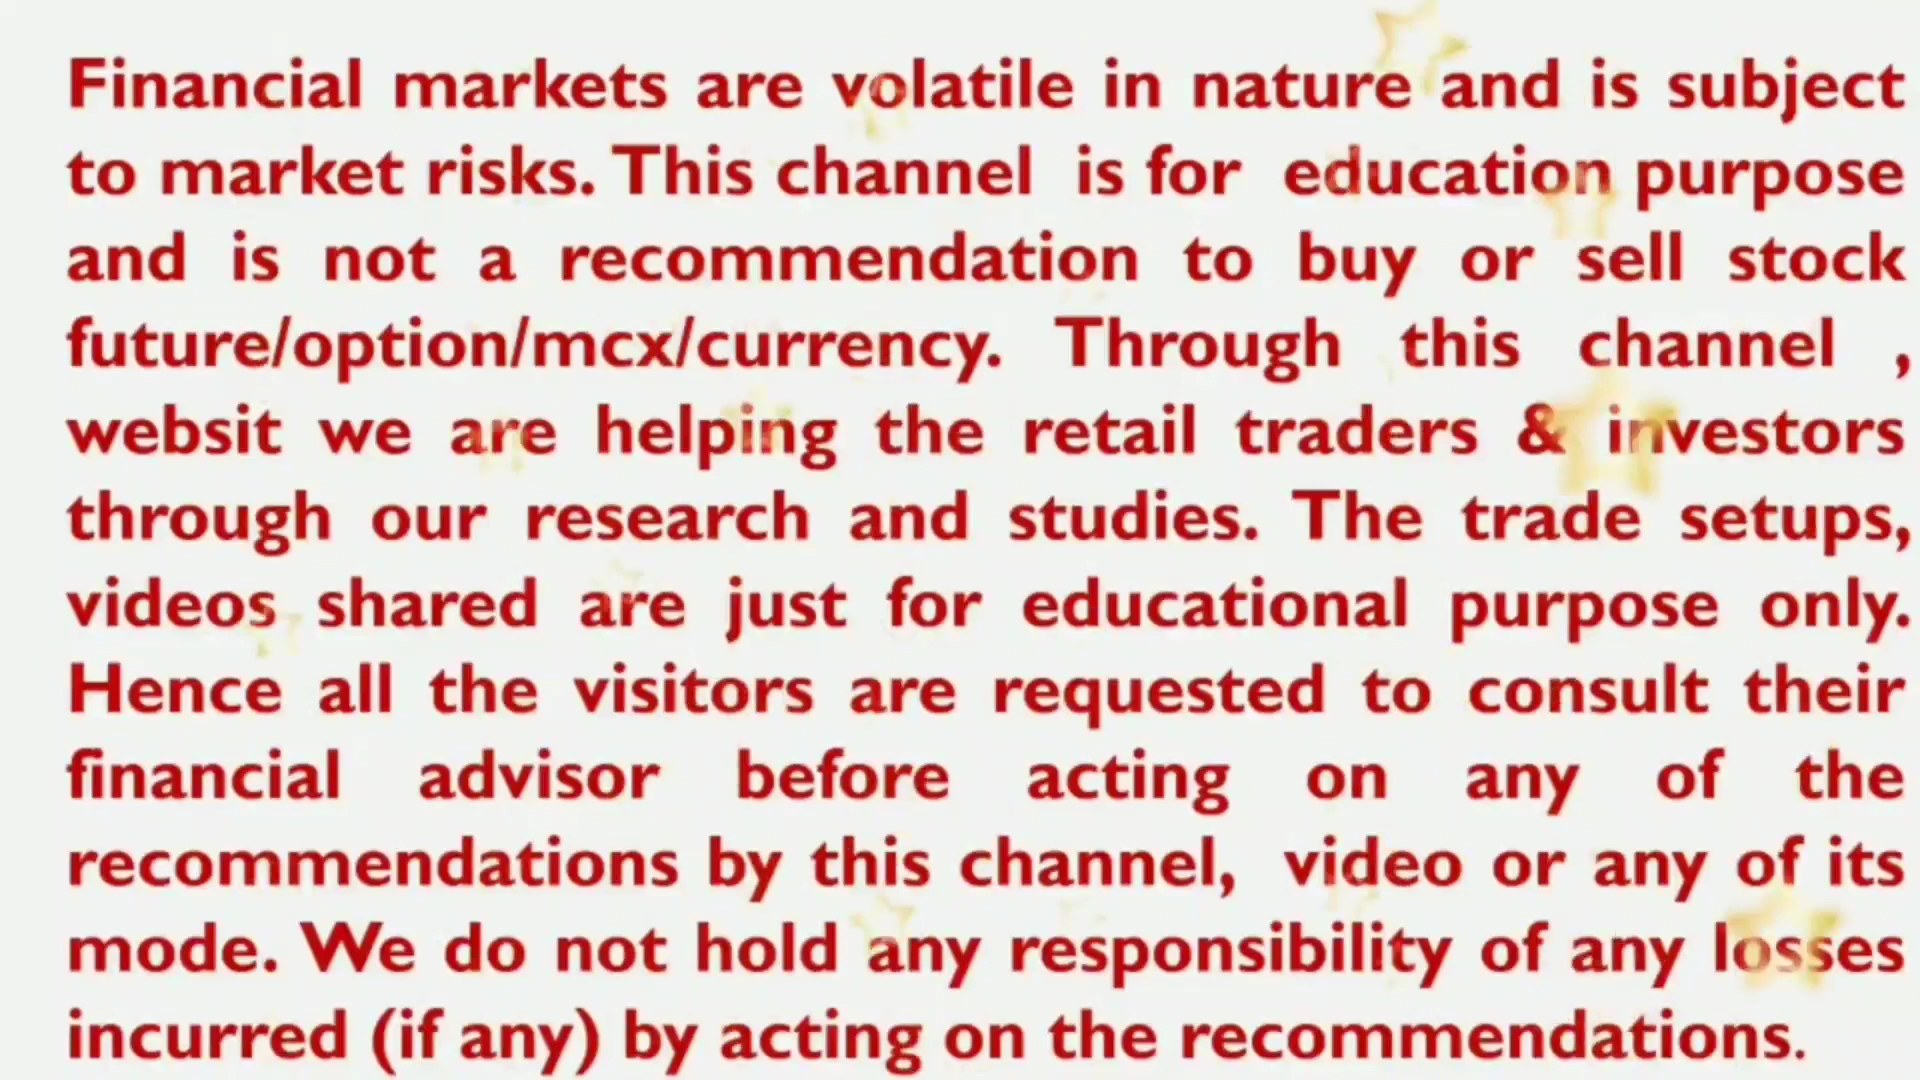 Financial markets are volatile in nature and is subject
to market risks. This channel is for education purpose
and is not a recommendation to buy or sell stock
future/option/mcx/currency. Through this channel ,
websit we are helping the retail traders & investors
through our research and studies. The trade setups,
videos shared are just for educational purpose only.
Hence all the visitors are requested to consult their
financial advisor before acting on any of the
recommendations by this channel, video or any of its
mode. We do not hold any responsibility of any losses
incurred (if any) by acting on the recommendations.